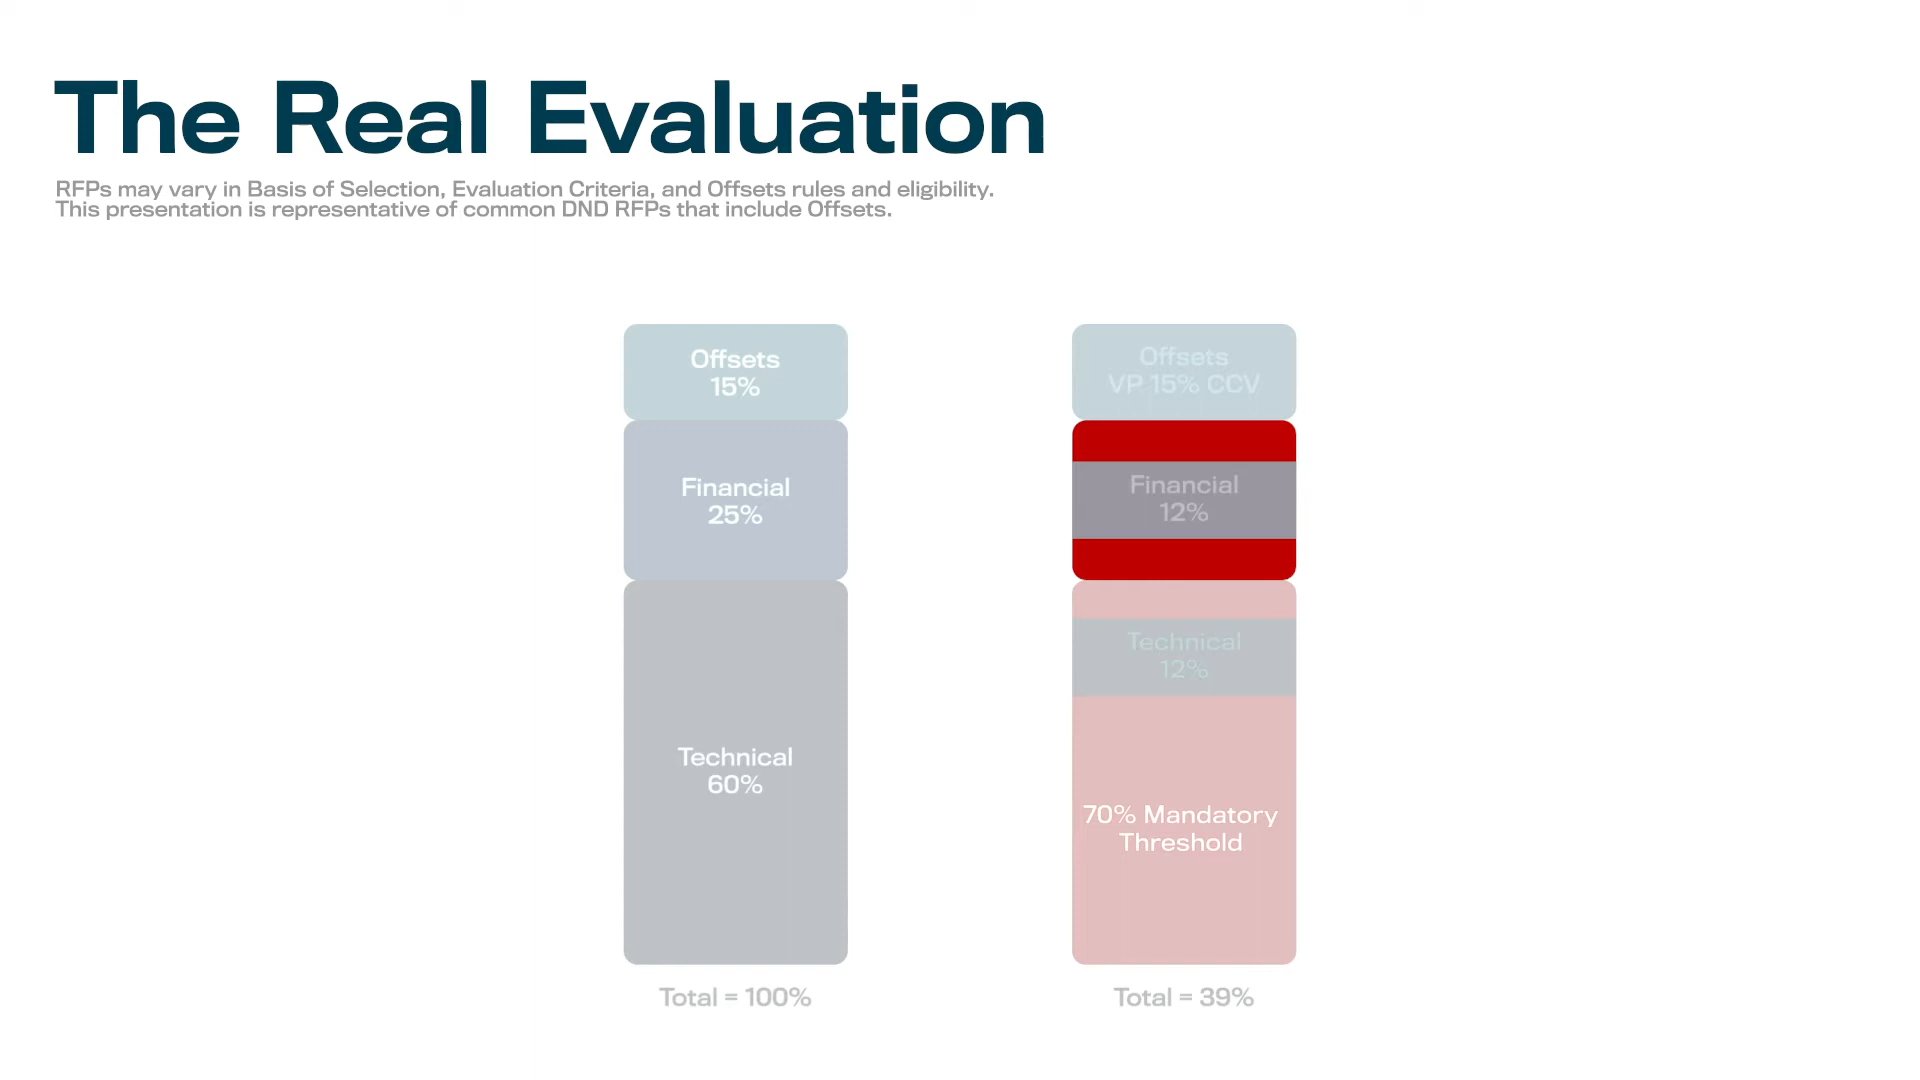 The Real Evaluation
RFPs may vary in Basis of Selection, Evaluation Criteria, and Offsets rules and eligibility.
This presentation is representative of common DND RFPs that include Offsets.
Offsets
15%
Financial
25%
Technical
60%
Total = 100%
Offsets
VP 15% CCV
Financial
12%
Technical
12%
70% Mandatory
Threshold
Total = 39%